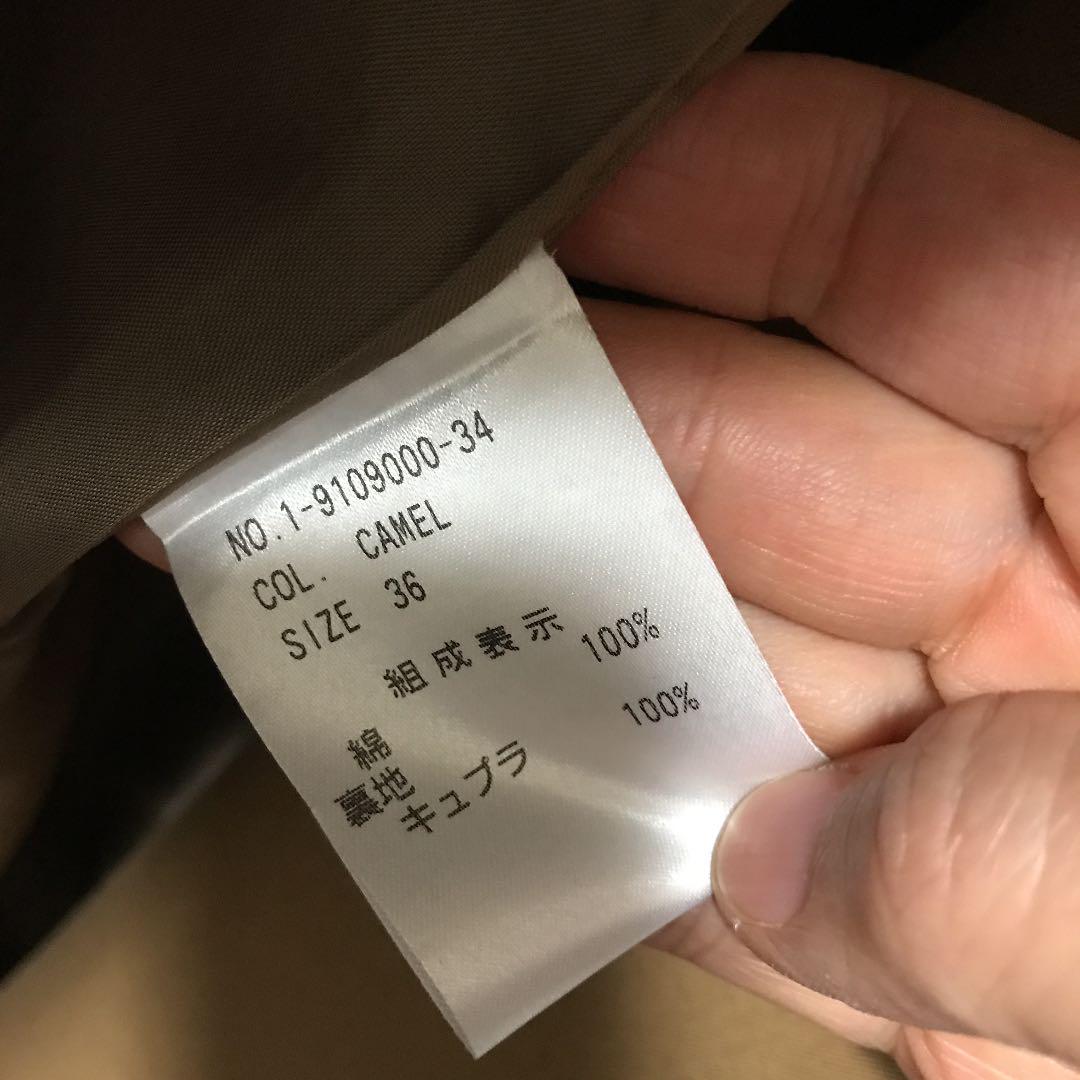 NO.1-9109000-34
COL. CAMEL
SIZE 36
組成表示
綿 100%
裏地
キュプラ 100%